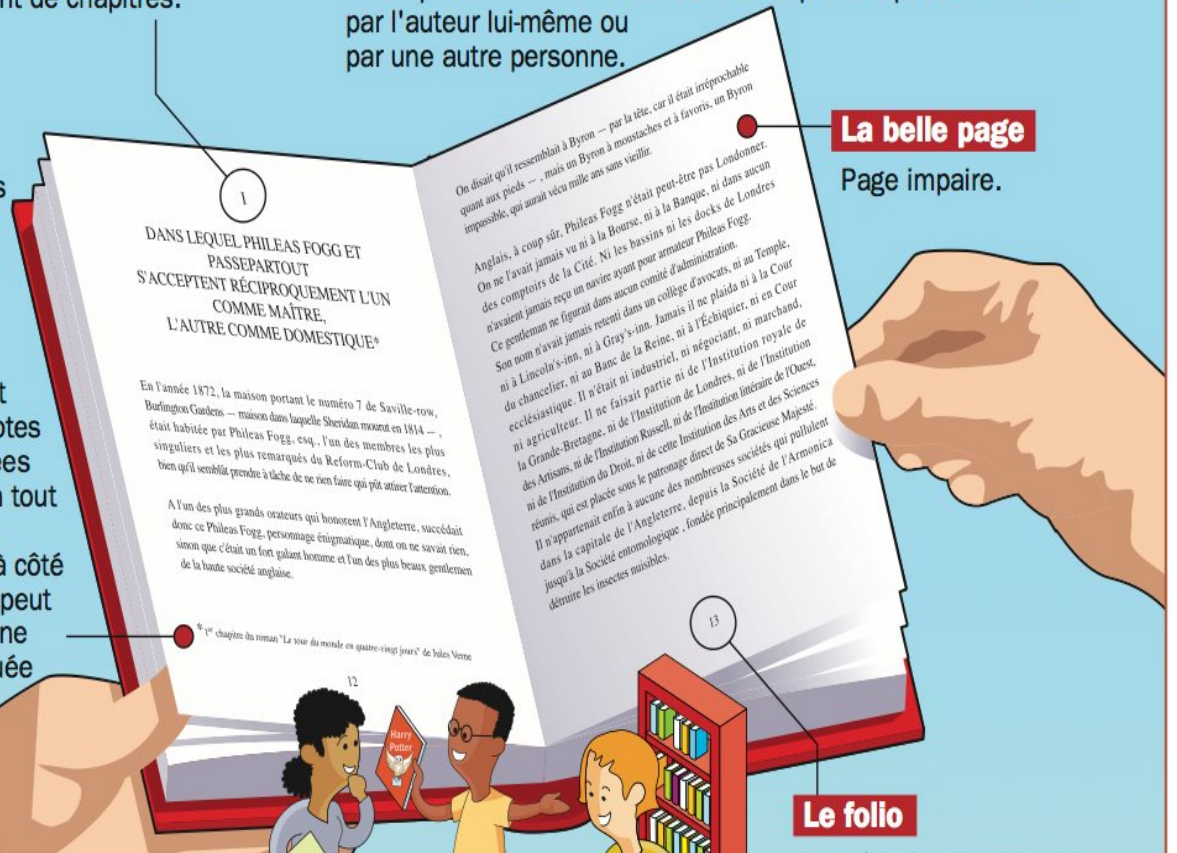 nt de chapitres.
par l'auteur lui-même ou
par une autre personne.
s
t
otes
es
n tout
à côté
peut
ne
uée
I
DANS LEQUEL PHILEAS FOGG ET
PASSEPARTOUT
S'ACCEPTENT RÉCIPROQUEMENT L'UN
COMME MAÎTRE,
L'AUTRE COMME DOMESTIQUE*
En l'année 1872, la maison portant le numéro 7 de Saville-row,
Burlington Gardens — maison dans laquelle Sheridan mourut en 1814 — ,
était habitée par Phileas Fogg, esq., l'un des membres les plus
singuliers et les plus remarqués du Reform-Club de Londres,
bien qu'il semblât prendre à tâche de ne rien faire qui pût attirer l'attention.
A l'un des plus grands orateurs qui honorent l'Angleterre, succédait
donc ce Phileas Fogg, personnage énigmatique, dont on ne savait rien,
sinon que c'était un fort galant homme et l'un des plus beaux gentlemen
de la haute société anglaise.
* 1er chapitre du roman "Le tour du monde en quatre-vingt jours" de Jules Verne
12
On disait qu'il ressemblait à Byron — par la tête, car il était irréprochable
quant aux pieds — , mais un Byron à moustaches et à favoris, un Byron
impassible, qui aurait vécu mille ans sans vieillir.
Anglais, à coup sûr, Phileas Fogg n'était peut-être pas Londonner.
On ne l'avait jamais vu ni à la Bourse, ni à la Banque, ni dans aucun
des comptoirs de la Cité. Ni les bassins ni les docks de Londres
n'avaient jamais reçu un navire ayant pour armateur Phileas Fogg.
Ce gentleman ne figurait dans aucun comité d'administration.
Son nom n'avait jamais retenti dans un collège d'avocats, ni au Temple,
ni à Lincoln's-inn, ni à Gray's-inn. Jamais il ne plaida ni à la Cour
du chancelier, ni au Banc de la Reine, ni à l'Échiquier, ni en Cour
ecclésiastique. Il n'était ni industriel, ni négociant, ni marchand,
ni agriculteur. Il ne faisait partie ni de l'Institution royale de
la Grande-Bretagne, ni de l'Institution de Londres, ni de l'Institution
des Artisans, ni de l'Institution Russell, ni de l'Institution littéraire de l'Ouest,
ni de l'Institution du Droit, ni de cette Institution des Arts et des Sciences
réunis, qui est placée sous le patronage direct de Sa Gracieuse Majesté.
Il n'appartenait enfin à aucune des nombreuses sociétés qui pullulent
dans la capitale de l'Angleterre, depuis la Société de l'Armonica
jusqu'à la Société entomologique , fondée principalement dans le but de
détruire les insectes nuisibles.
13
La belle page
Page impaire.
Harry
Potter
Le folio